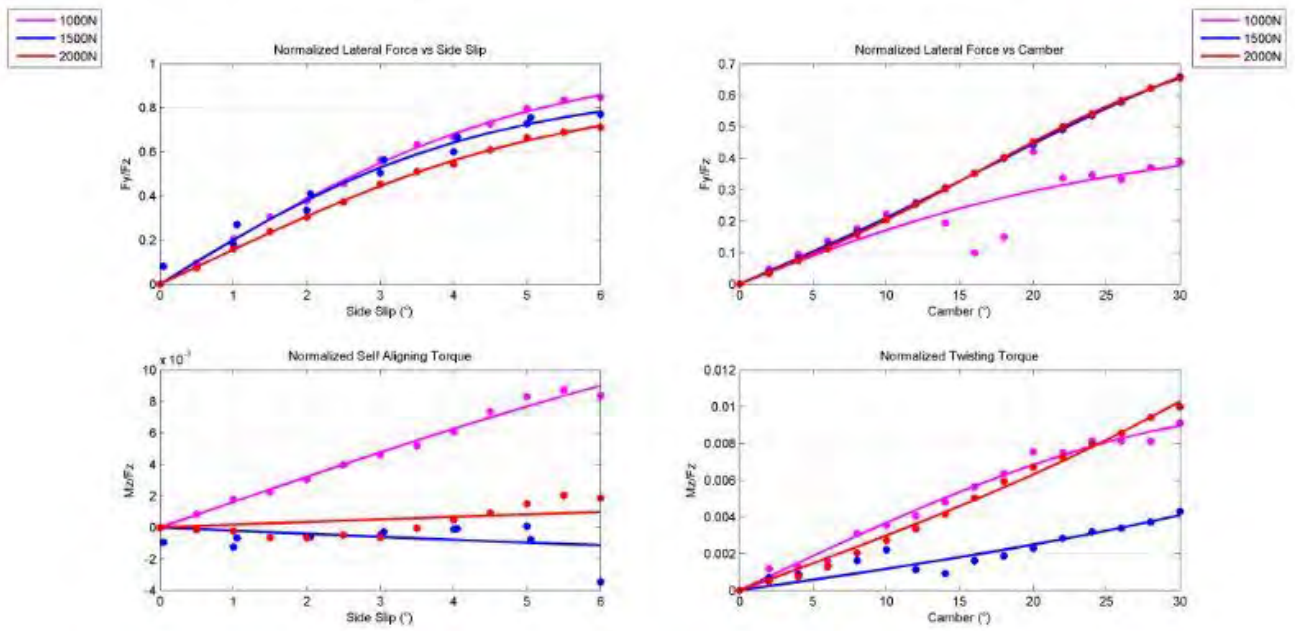 1000N
1500N
2000N
1000N
1500N
2000N
Normalized Lateral Force vs Side Slip
1
0.8
0.6
0.4
0.2
0
Fy/Fz
0 1 2 3 4 5 6
Side Slip (°)
Normalized Lateral Force vs Camber
0.7
0.6
0.5
0.4
0.3
0.2
0.1
0
Fy/Fz
0 5 10 15 20 25 30
Camber (°)
Normalized Self Aligning Torque
x 10⁻³
10
8
6
4
2
0
-2
-4
Mz/Fz
0 1 2 3 4 5 6
Side Slip (°)
Normalized Twisting Torque
0.012
0.01
0.008
0.006
0.004
0.002
0
Mz/Fz
0 5 10 15 20 25 30
Camber (°)